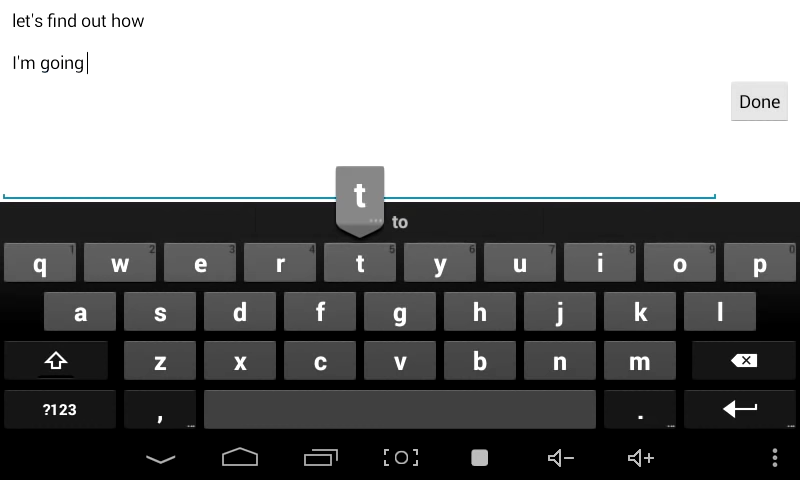 let's find out how
I'm going
Done
t
to
q 1 w 2 e 3 r 4 t 5 y 6 u 7 i 8 o 9 p 0
a s d f g h j k l
z x c v b n m
?123 , .